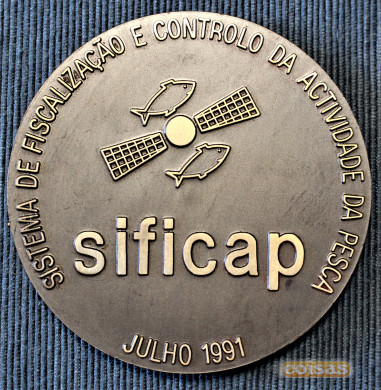 SISTEMA DE FISCALIZAÇÃO E CONTROLO DA ACTIVIDADE DA PESCA
sificap
JULHO 1991
coisas